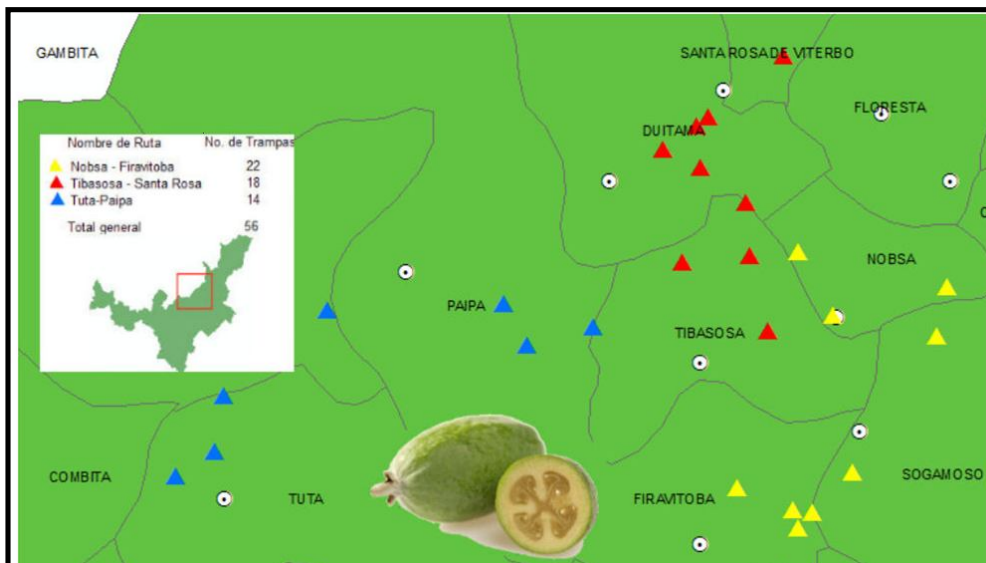 GAMBITA
SANTA ROSA DE VITERBO
FLORESTA
DUITAMA
Nombre de Ruta No. de Trampas
Nobsa - Firavitoba 22
Tibasosa - Santa Rosa 18
Tuta-Paipa 14
Total general 56
NOBSA
PAIPA
TIBASOSA
COMBITA
TUTA
FIRAVITOBA
SOGAMOSO